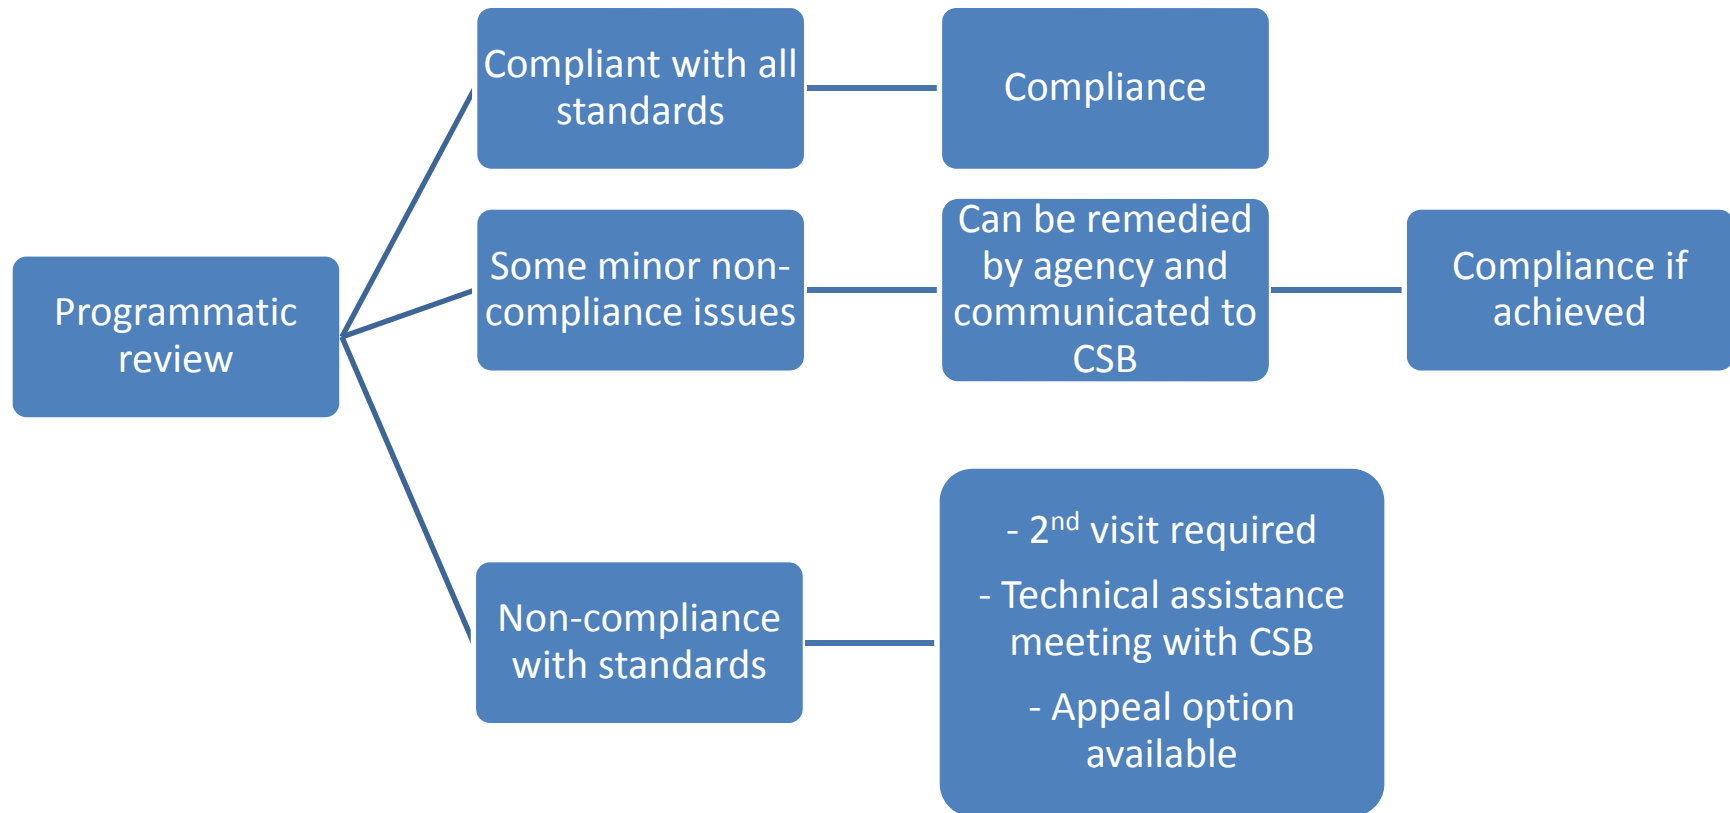 Compliant with all
standards
Compliance
Programmatic
review
Some minor non-
compliance issues
Can be remedied
by agency and
communicated to
CSB
Compliance if
achieved
Non-compliance
with standards
- 2nd visit required
- Technical assistance
meeting with CSB
- Appeal option
available